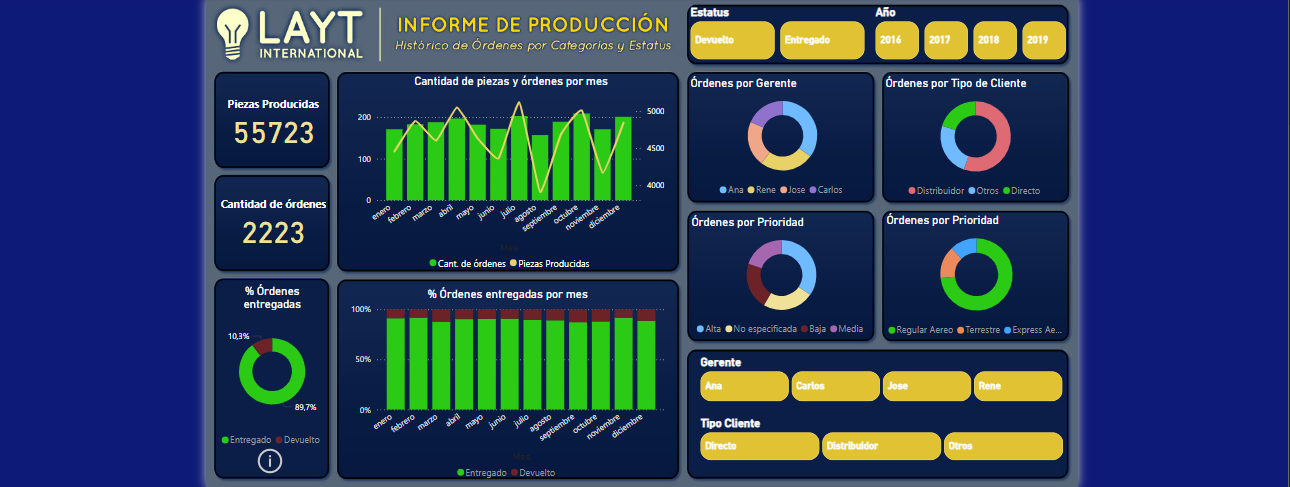 LAYT
INTERNATIONAL
INFORME DE PRODUCCIÓN
Histórico de Órdenes por Categorías y Estatus
Estatus
Devuelto
Entregado
Año
2016
2017
2018
2019
Piezas Producidas
55723
Cantidad de órdenes
2223
% Órdenes
entregadas
10,3%
89,7%
Entregado
Devuelto
Cantidad de piezas y órdenes por mes
200
100
0
5000
4500
4000
enero
febrero
marzo
abril
mayo
junio
julio
agosto
septiembre
octubre
noviembre
diciembre
Mes
Cant. de órdenes
Piezas Producidas
% Órdenes entregadas por mes
100%
50%
0%
enero
febrero
marzo
abril
mayo
junio
julio
agosto
septiembre
octubre
noviembre
diciembre
Mes
Entregado
Devuelto
Órdenes por Gerente
Ana
Rene
Jose
Carlos
Órdenes por Tipo de Cliente
Distribuidor
Otros
Directo
Órdenes por Prioridad
Alta
No especificada
Baja
Media
Órdenes por Prioridad
Regular Aereo
Terrestre
Express Ae...
Gerente
Ana
Carlos
Jose
Rene
Tipo Cliente
Directo
Distribuidor
Otros